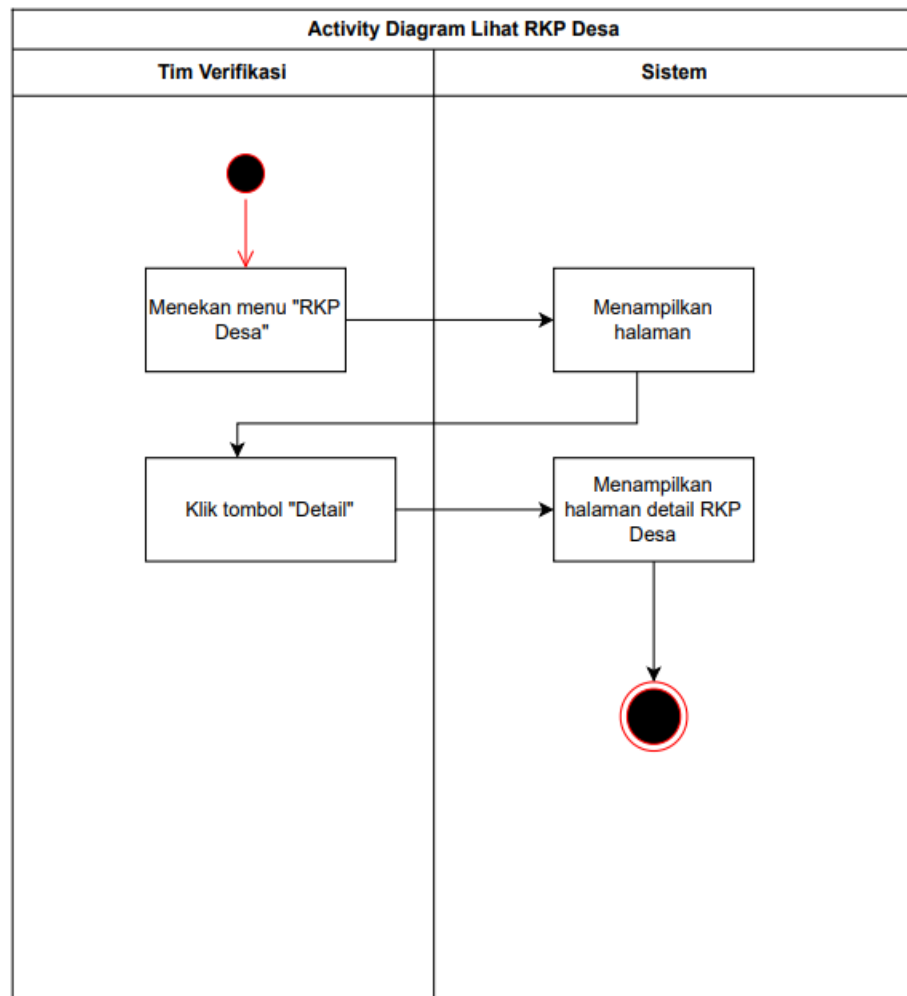 Activity Diagram Lihat RKP Desa
Tim Verifikasi
Sistem
Menekan menu "RKP
Desa"
Menampilkan
halaman
Klik tombol "Detail"
Menampilkan
halaman detail RKP
Desa